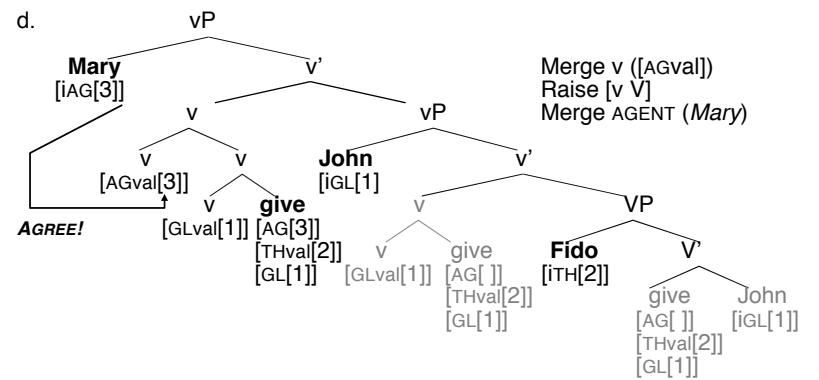 d.
vP
Mary v' Merge v ([AGval])
[iAG[3]] Raise [v V]
v vP Merge AGENT (Mary)
v v John v'
[AGval[3]] [iGL[1]
v give v VP
AGREE! [GLval[1]] [AG[3]]
[THval[2]] v give Fido V'
[GL[1]] [GLval[1]] [AG[ ]] [iTH[2]]
[THval[2]] give John
[GL[1]] [AG[ ]] [iGL[1]]
[THval[2]]
[GL[1]]